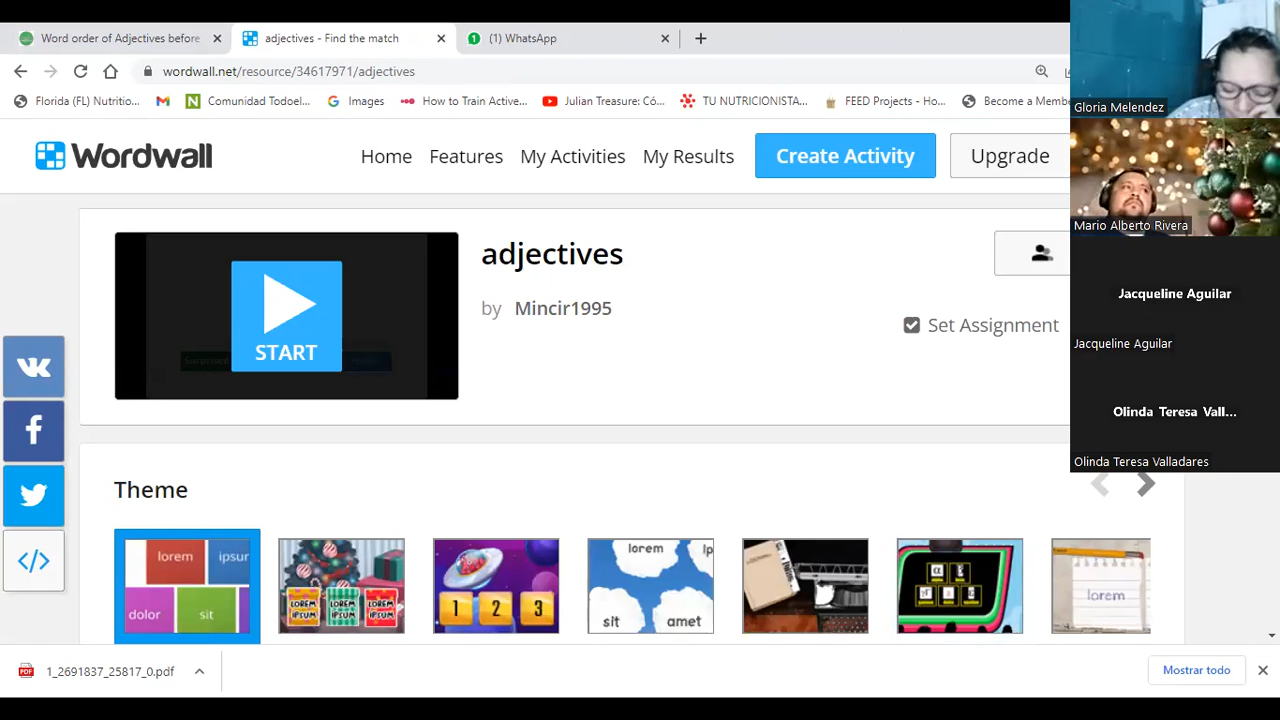 Word order of Adjectives before
adjectives - Find the match
(1) WhatsApp
wordwall.net/resource/34617971/adjectives
Florida (FL) Nutritio...
Comunidad Todoel...
Images
How to Train Active...
Julian Treasure: Có...
TU NUTRICIONISTA...
FEED Projects - Ho...
Become a Membe
Wordwall
Home
Features
My Activities
My Results
Create Activity
Upgrade
START
adjectives
by Mincir1995
Set Assignment
Theme
lorem
ipsur
dolor
sit
LOREM IPSUM
LOREM IPSUM
LOREM IPSUM
1 2 3
lorem
sit
amet
lorem
1_2691837_25817_0.pdf
Mostrar todo
Gloria Melendez
Mario Alberto Rivera
Jacqueline Aguilar
Jacqueline Aguilar
Olinda Teresa Vall...
Olinda Teresa Valladares